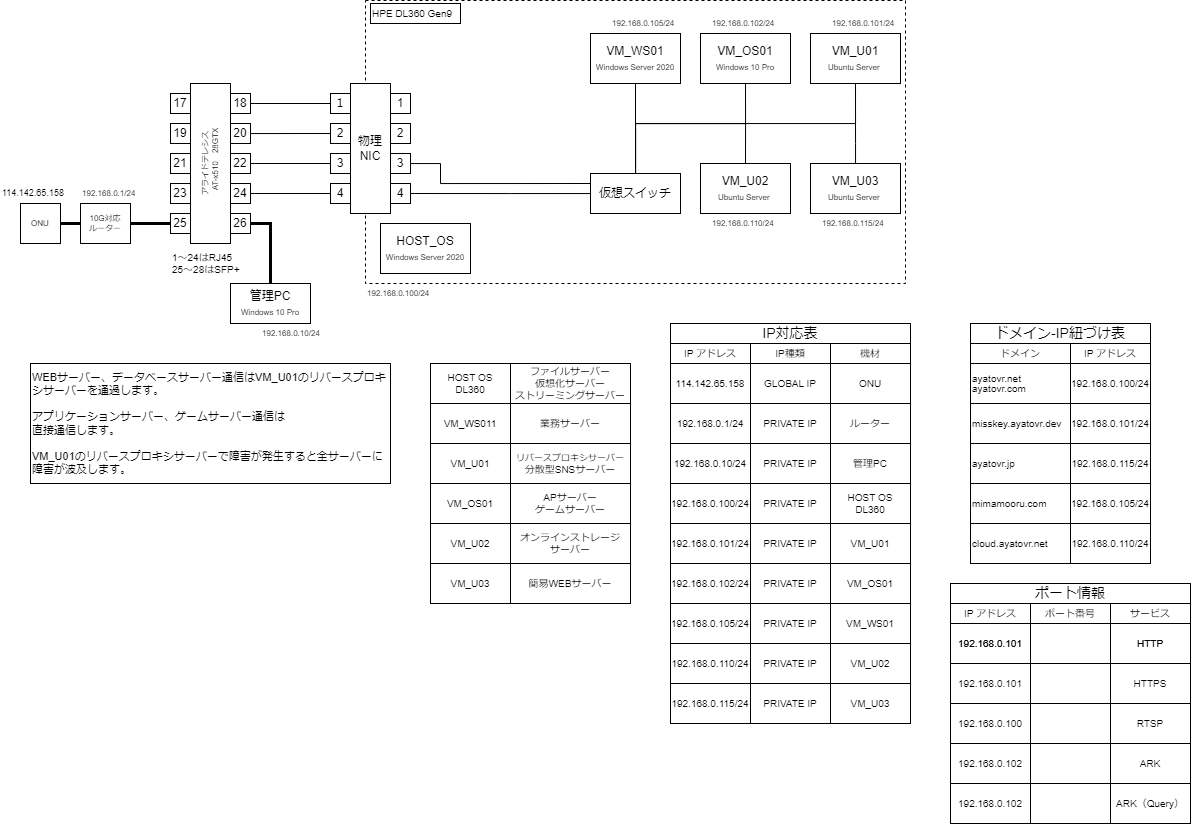 HPE DL360 Gen9
192.168.0.105/24
192.168.0.102/24
192.168.0.101/24
VM_WS01
Windows Server 2020
VM_OS01
Windows 10 Pro
VM_U01
Ubuntu Server
17
18
19
20
21
22
23
24
25
26
アライドテレシス
AT-x510 28GTX
1
2
3
4
物理
NIC
1
2
3
4
仮想スイッチ
VM_U02
Ubuntu Server
192.168.0.110/24
VM_U03
Ubuntu Server
192.168.0.115/24
114.142.65.158
ONU
192.168.0.1/24
10G対応
ルーター
1～24はRJ45
25～28はSFP+
HOST_OS
Windows Server 2020
192.168.0.100/24
管理PC
Windows 10 Pro
192.168.0.10/24
WEBサーバー、データベースサーバー通信はVM_U01のリバースプロキ
シサーバーを通過します。
アプリケーションサーバー、ゲームサーバー通信は
直接通信します。
VM_U01のリバースプロキシサーバーで障害が発生すると全サーバーに
障害が波及します。
HOST OS
DL360
ファイルサーバー
仮想化サーバー
ストリーミングサーバー
VM_WS011
業務サーバー
VM_U01
リバースプロキシサーバー
分散型SNSサーバー
VM_OS01
APサーバー
ゲームサーバー
VM_U02
オンラインストレージ
サーバー
VM_U03
簡易WEBサーバー
IP対応表
IP アドレス IP種類 機材
114.142.65.158 GLOBAL IP ONU
192.168.0.1/24 PRIVATE IP ルーター
192.168.0.10/24 PRIVATE IP 管理PC
192.168.0.100/24 PRIVATE IP HOST OS
DL360
192.168.0.101/24 PRIVATE IP VM_U01
192.168.0.102/24 PRIVATE IP VM_OS01
192.168.0.105/24 PRIVATE IP VM_WS01
192.168.0.110/24 PRIVATE IP VM_U02
192.168.0.115/24 PRIVATE IP VM_U03
ドメイン-IP紐づけ表
ドメイン IP アドレス
ayatovr.net
ayatovr.com
192.168.0.100/24
misskey.ayatovr.dev 192.168.0.101/24
ayatovr.jp 192.168.0.115/24
mimamooru.com 192.168.0.105/24
cloud.ayatovr.net 192.168.0.110/24
ポート情報
IP アドレス ポート番号 サービス
192.168.0.101 HTTP
192.168.0.101 HTTPS
192.168.0.100 RTSP
192.168.0.102 ARK
192.168.0.102 ARK（Query）